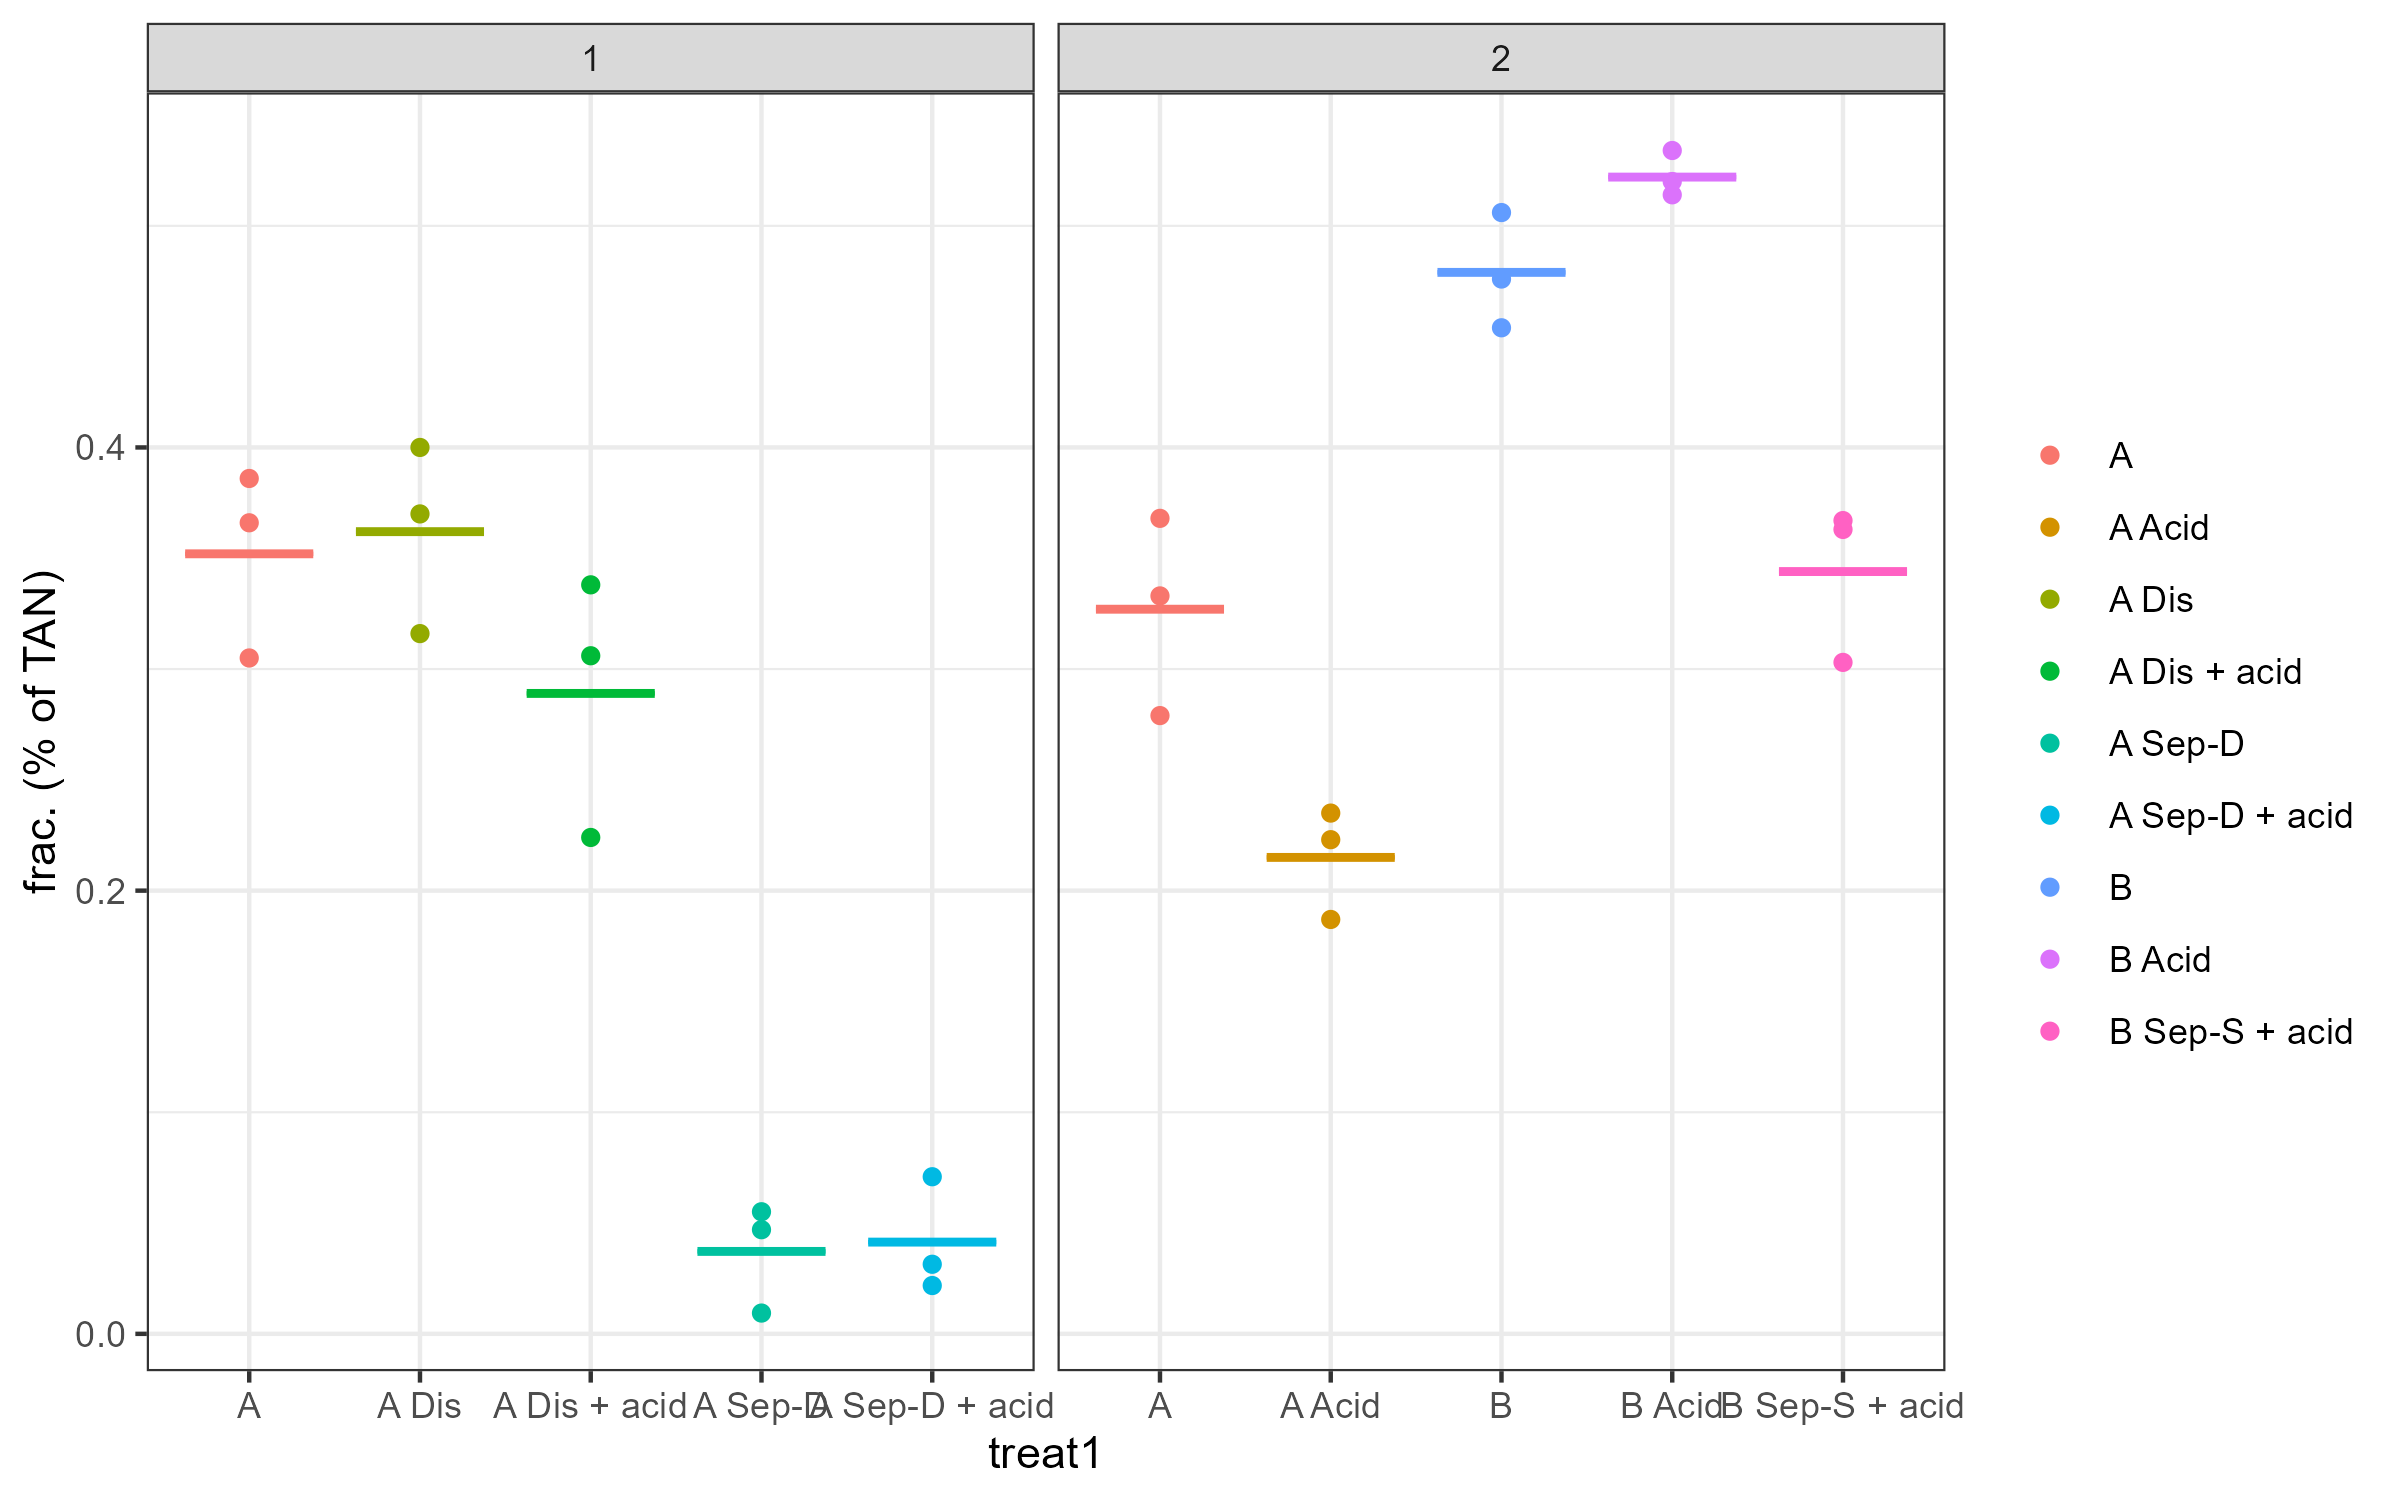 1
2
frac. (% of TAN)
0.4
0.2
0.0
A
A Dis
A Dis + acid
A Sep-D
A Sep-D + acid
A
A Acid
B
B Acid
B Sep-S + acid
treat1
A
A Acid
A Dis
A Dis + acid
A Sep-D
A Sep-D + acid
B
B Acid
B Sep-S + acid